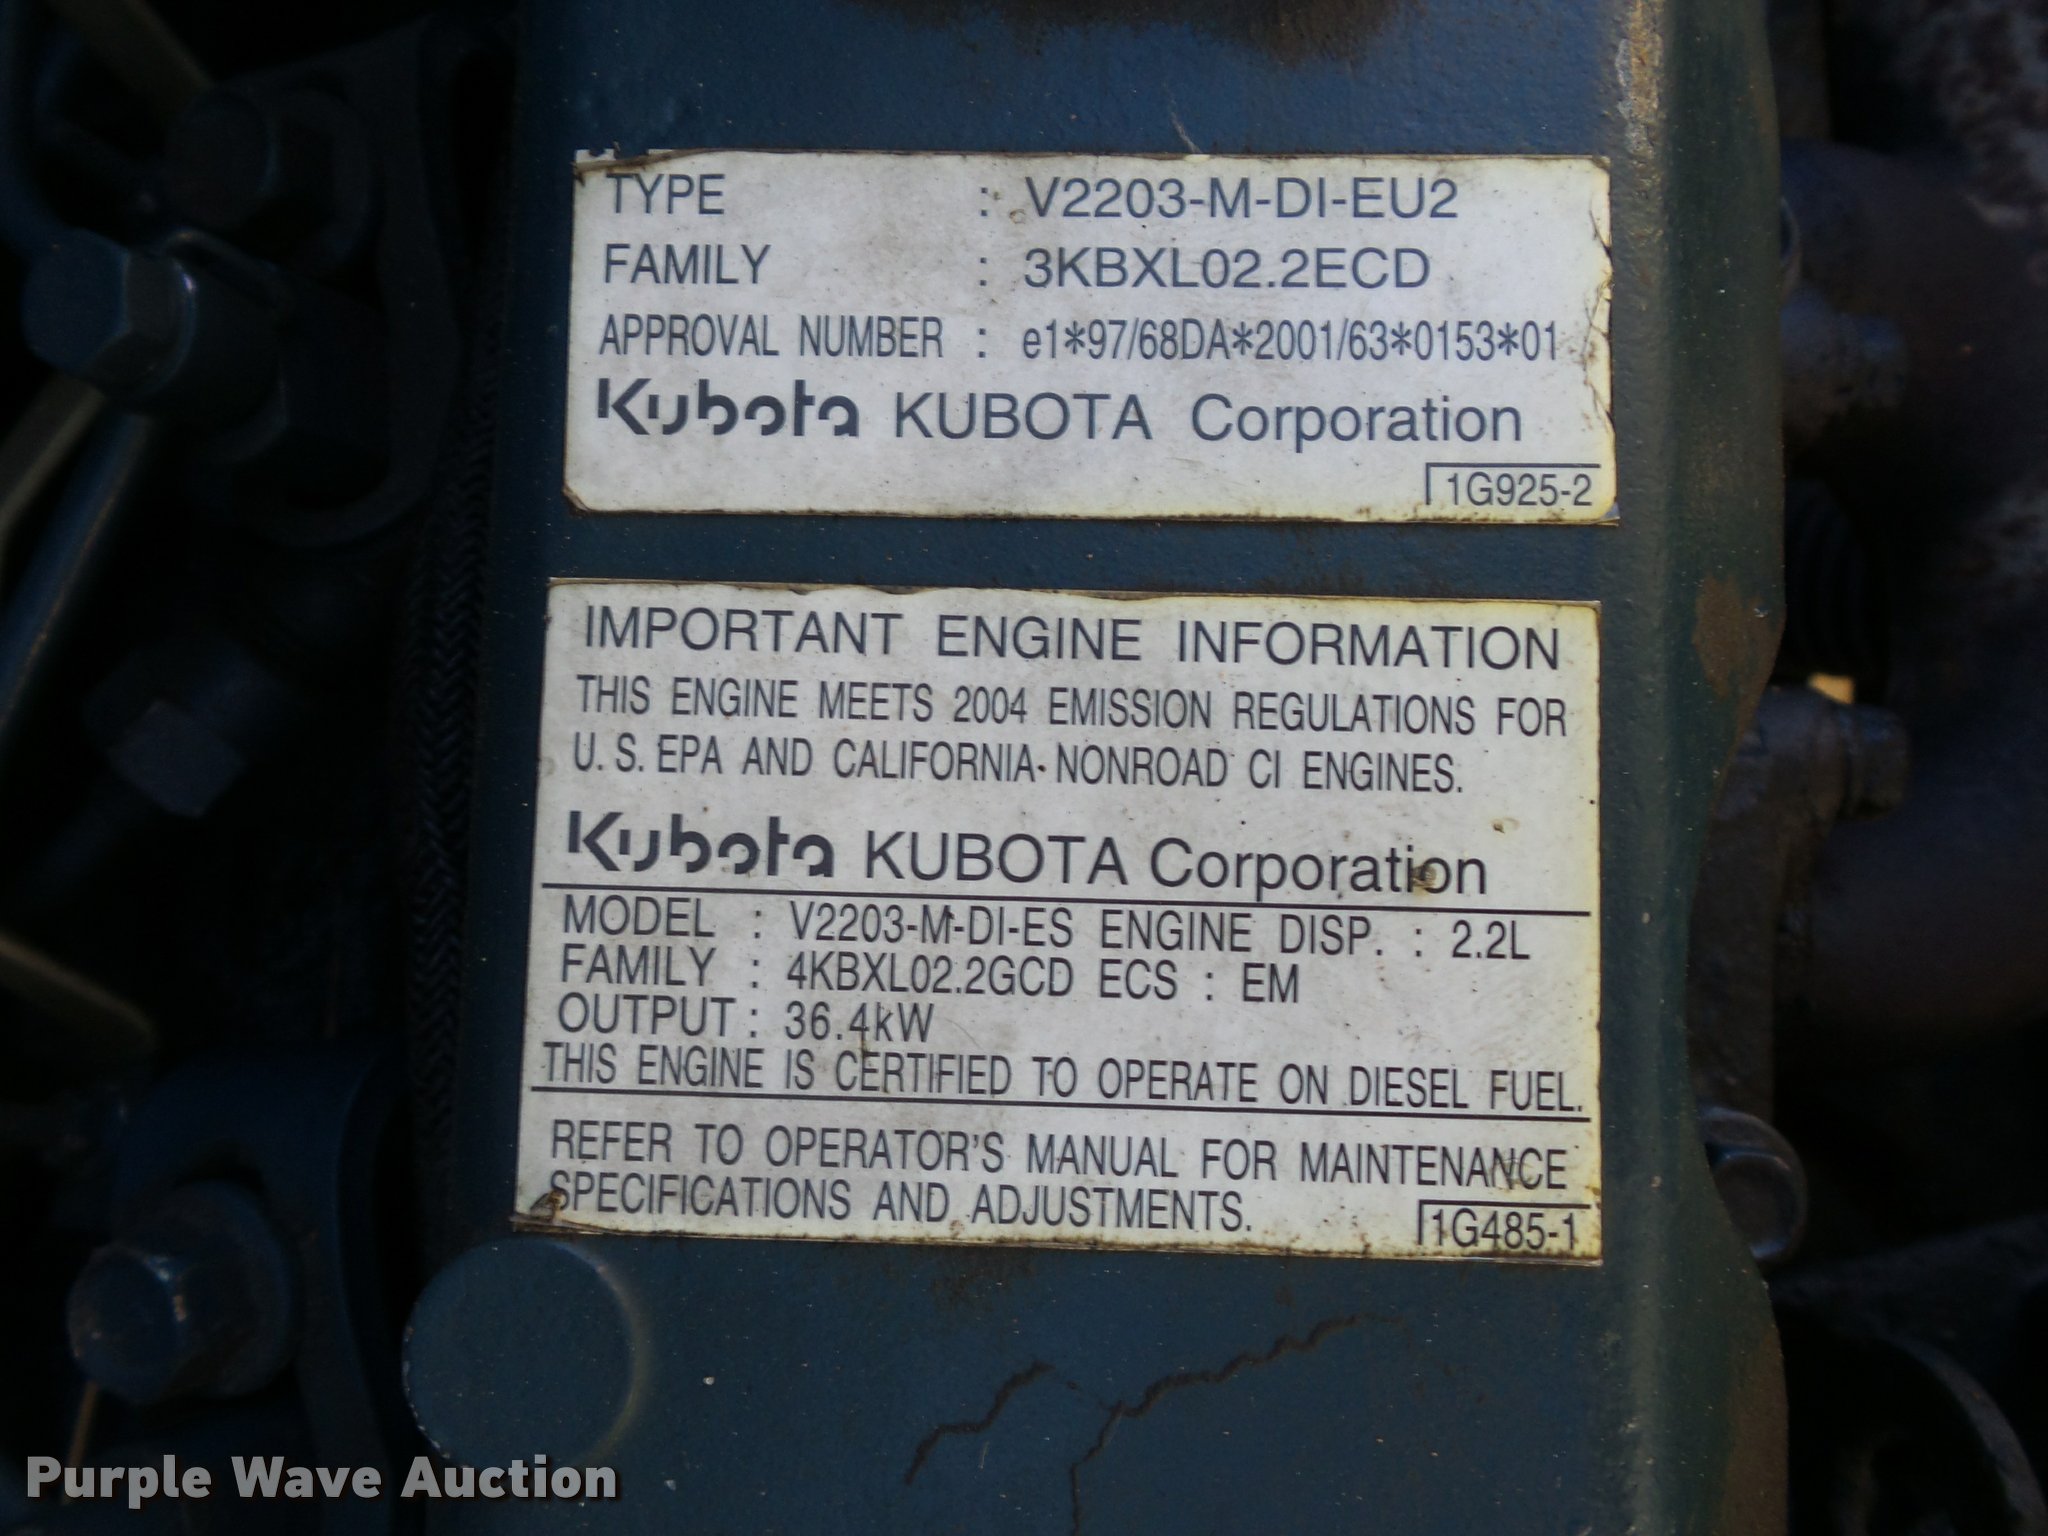 TYPE : V2203-M-DI-EU2
FAMILY : 3KBXL02.2ECD
APPROVAL NUMBER : e1*97/68DA*2001/63*0153*01
Kubota KUBOTA Corporation
1G925-2
IMPORTANT ENGINE INFORMATION
THIS ENGINE MEETS 2004 EMISSION REGULATIONS FOR
U.S. EPA AND CALIFORNIA NONROAD CI ENGINES.
Kubota KUBOTA Corporation
MODEL : V2203-M-DI-ES ENGINE DISP. : 2.2L
FAMILY : 4KBXL02.2GCD ECS : EM
OUTPUT : 36.4kW
THIS ENGINE IS CERTIFIED TO OPERATE ON DIESEL FUEL.
REFER TO OPERATOR'S MANUAL FOR MAINTENANCE
SPECIFICATIONS AND ADJUSTMENTS.
1G485-1
Purple Wave Auction